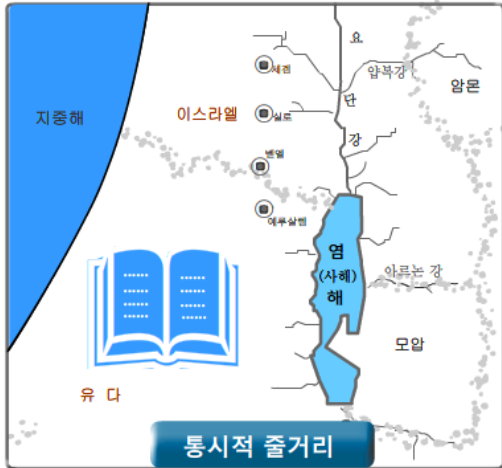 요
세겜
얍복강
암몬
단
지중해
이스라엘
실로
강
벧엘
예루살렘
염
(사해)
해
아르논 강
모압
유 다
통시적 줄거리